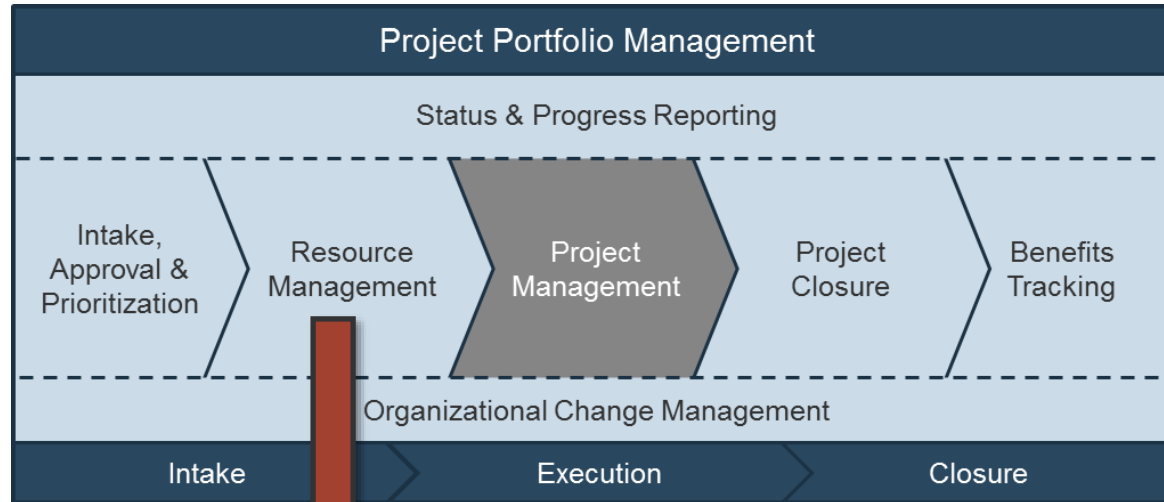 Project Portfolio Management
Status & Progress Reporting
Intake,
Approval &
Prioritization
Resource
Management
Project
Management
Project
Closure
Benefits
Tracking
Organizational Change Management
Intake
Execution
Closure